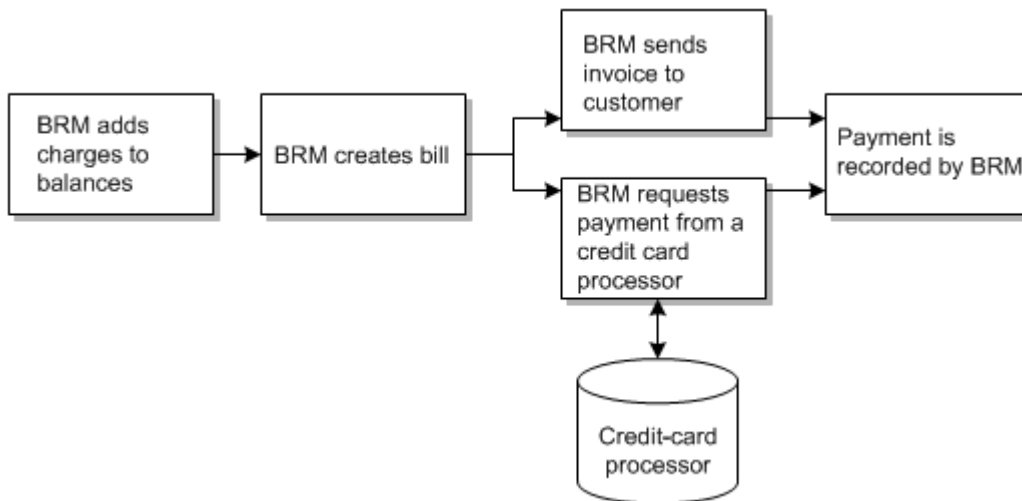 BRM adds
charges to
balances
BRM creates bill
BRM sends
invoice to
customer
BRM requests
payment from a
credit card
processor
Payment is
recorded by BRM
Credit-card
processor